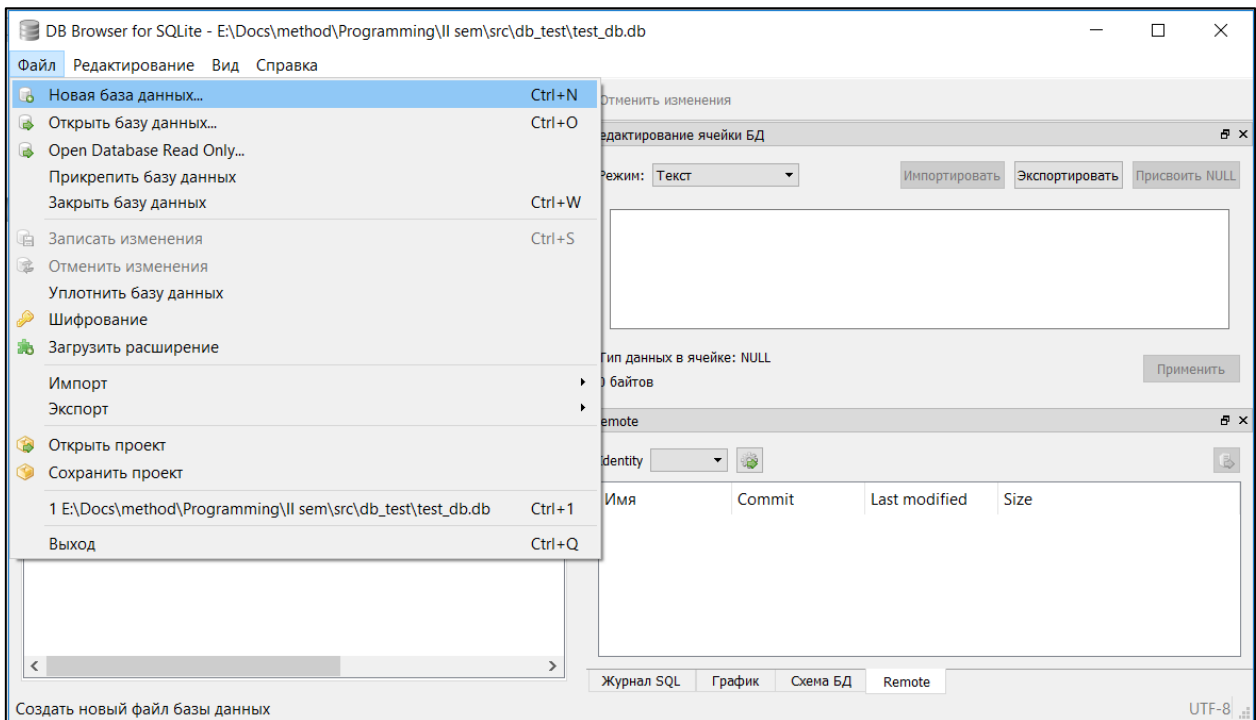 DB Browser for SQLite - E:\Docs\method\Programming\II sem\src\db_test\test_db.db
Файл Редактирование Вид Справка
Новая база данных... Ctrl+N
Открыть базу данных... Ctrl+O
Open Database Read Only...
Прикрепить базу данных
Закрыть базу данных Ctrl+W
Записать изменения Ctrl+S
Отменить изменения
Уплотнить базу данных
Шифрование
Загрузить расширение
Импорт
Экспорт
Открыть проект
Сохранить проект
1 E:\Docs\method\Programming\II sem\src\db_test\test_db.db Ctrl+1
Выход Ctrl+Q
Отменить изменения
едактирование ячейки БД
Режим: Текст Импортировать Экспортировать Присвоить NULL
Тип данных в ячейке: NULL
0 байтов
Применить
emote
Identity
Имя Commit Last modified Size
Журнал SQL График Схема БД Remote
Создать новый файл базы данных UTF-8